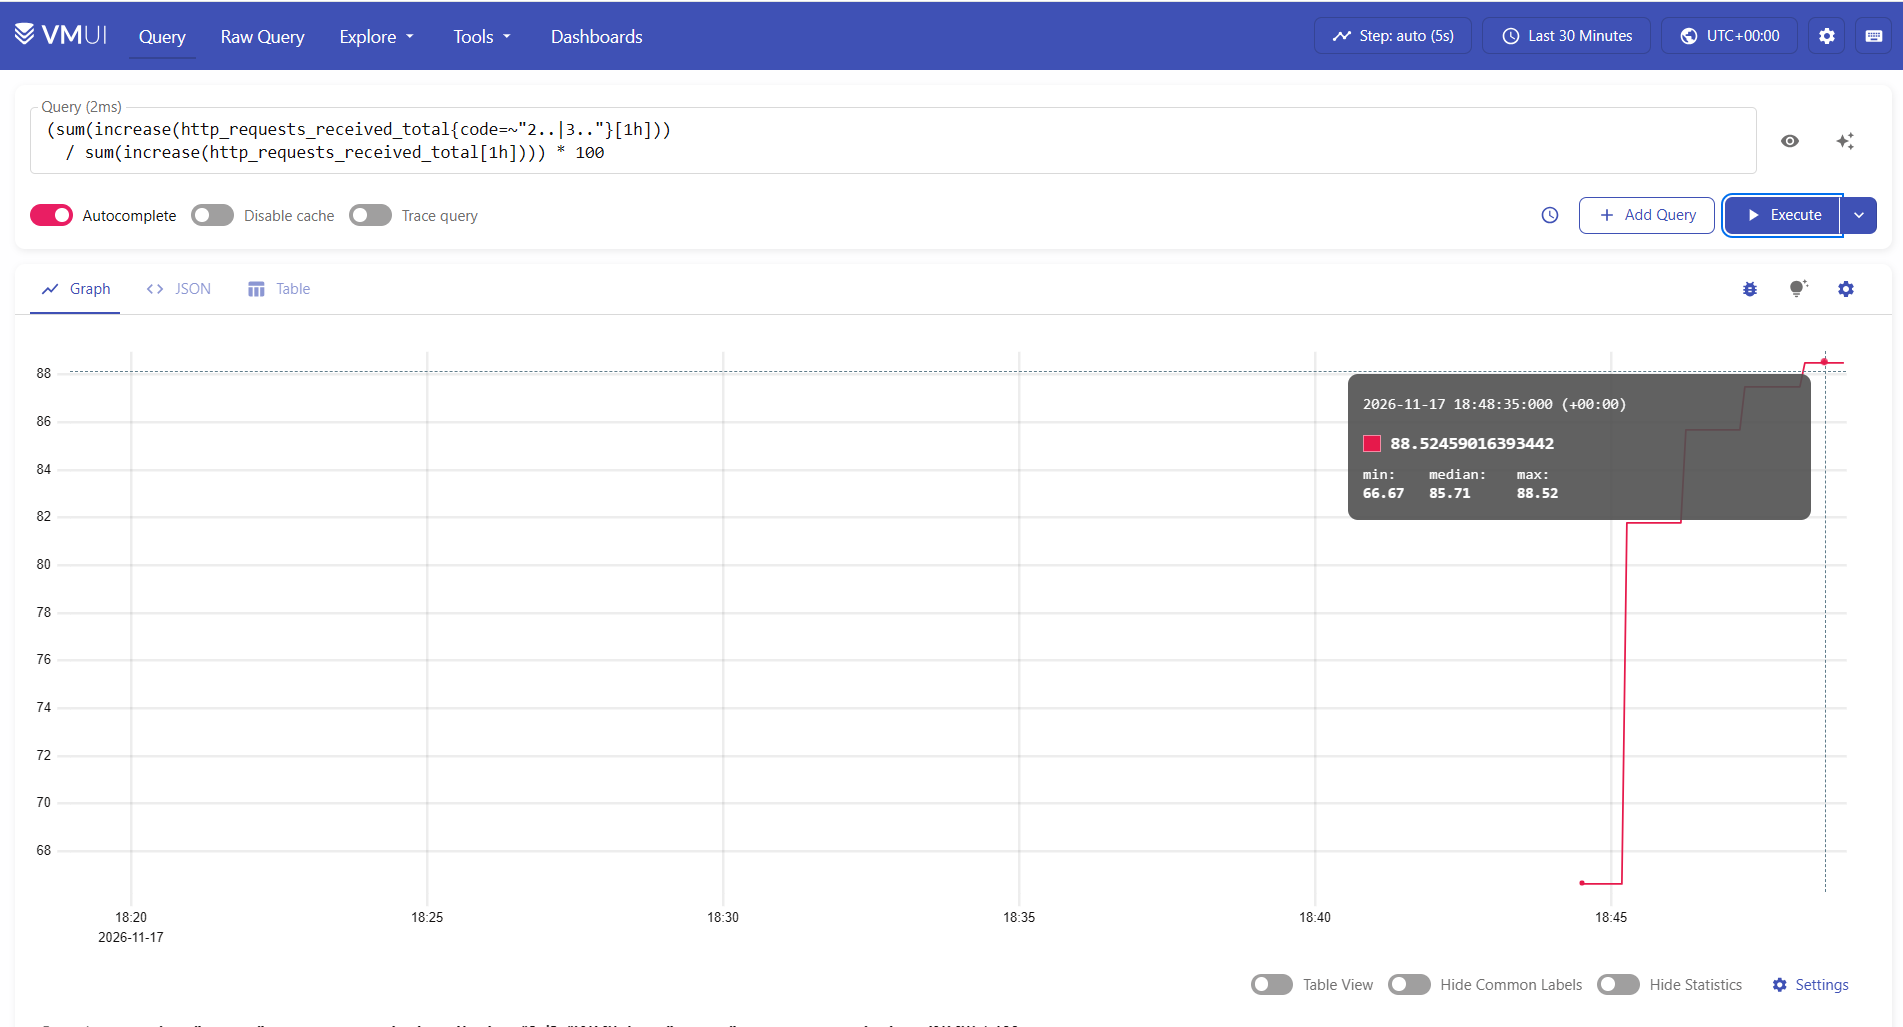 VMUI Query Raw Query Explore Tools Dashboards Step: auto (5s) Last 30 Minutes UTC+00:00
Query (2ms)
(sum(increase(http_requests_received_total{code=~"2..|3.."}[1h]))
/ sum(increase(http_requests_received_total[1h]))) * 100
Autocomplete Disable cache Trace query Add Query Execute
Graph JSON Table
88
86
84
82
80
78
76
74
72
70
68
2026-11-17 18:48:35:000 (+00:00)
88.52459016393442
min: median: max:
66.67 85.71 88.52
18:20 18:25 18:30 18:35 18:40 18:45
2026-11-17
Table View Hide Common Labels Hide Statistics Settings